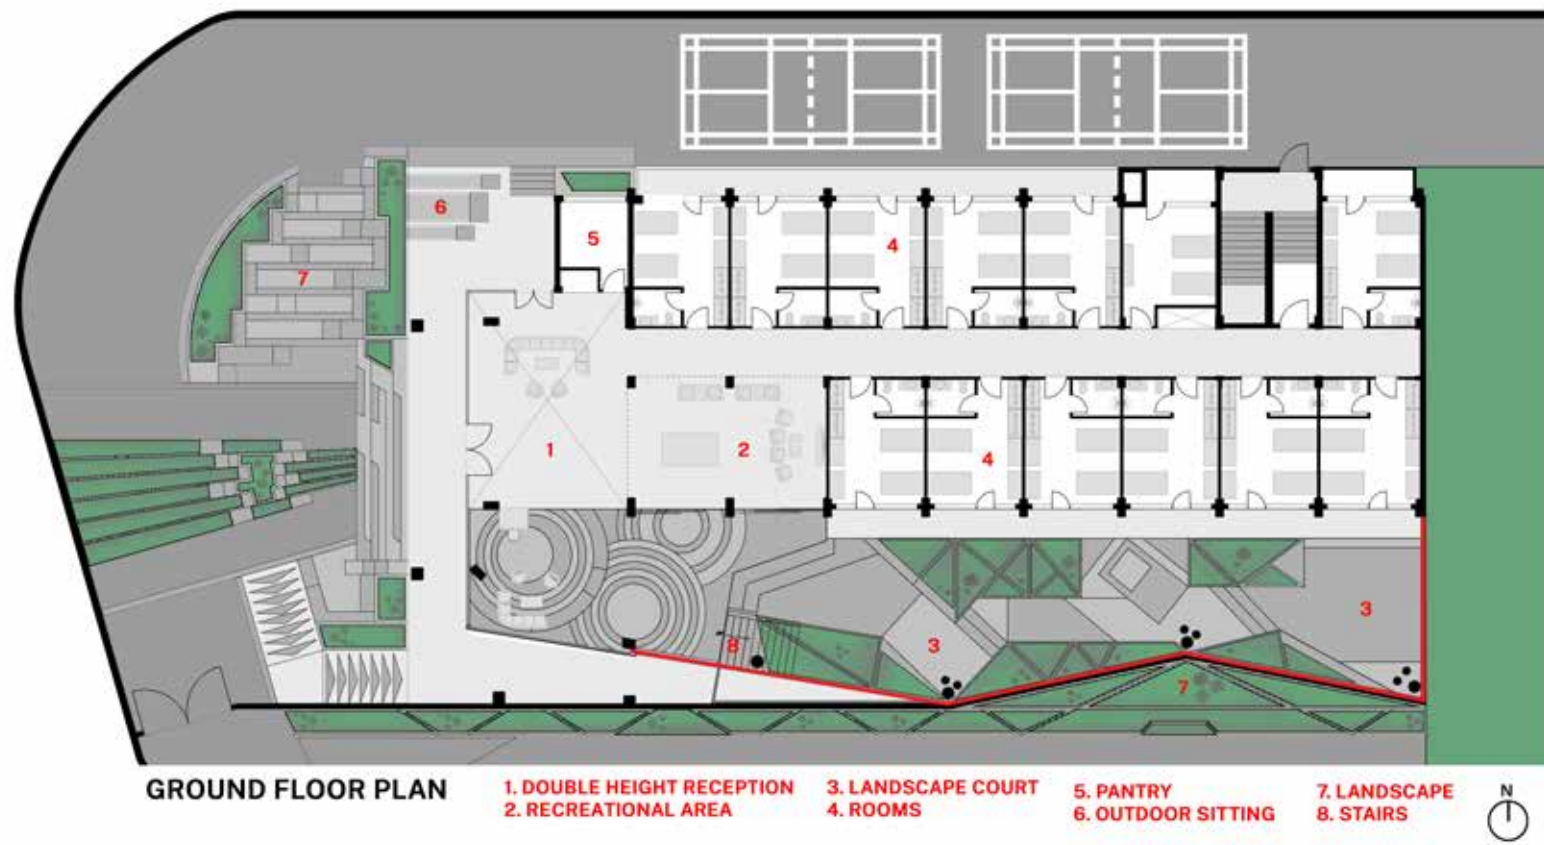 6
5
4
7
1
2
4
3
8
3
7
GROUND FLOOR PLAN
1. DOUBLE HEIGHT RECEPTION
2. RECREATIONAL AREA
3. LANDSCAPE COURT
4. ROOMS
5. PANTRY
6. OUTDOOR SITTING
7. LANDSCAPE
8. STAIRS
N